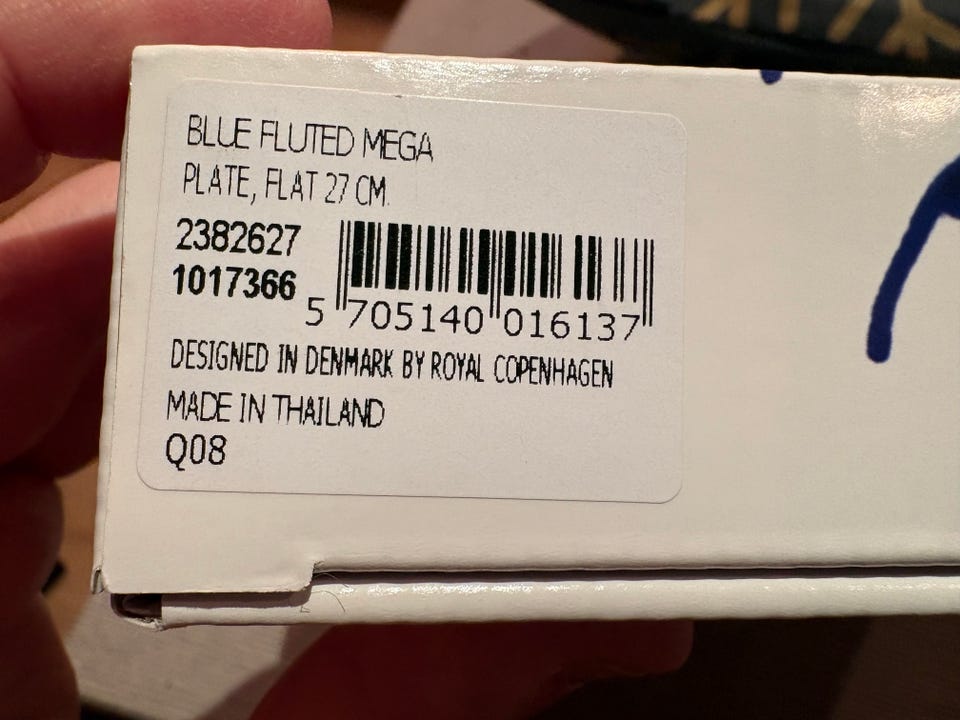 BLUE FLUTED MEGA
PLATE, FLAT 27 CM.
2382627
1017366
5 705140 016137
DESIGNED IN DENMARK BY ROYAL COPENHAGEN
MADE IN THAILAND
Q08